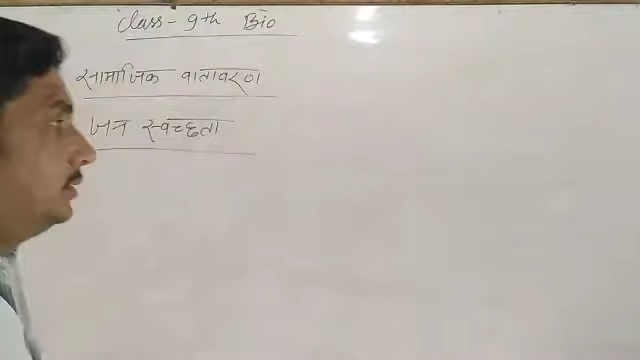 Class - 9th Bio
सामाजिक वातावरण
जन स्वच्छता